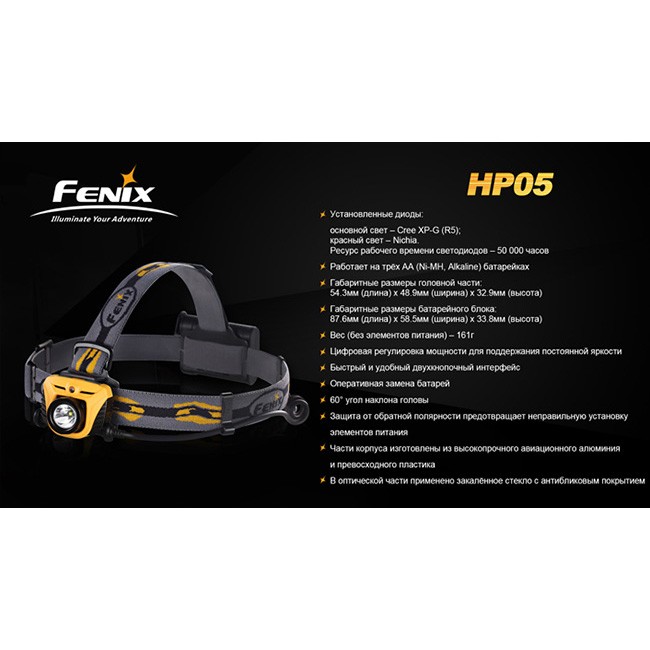 FENIX
Illuminate Your Adventure
HP05
Установленные диоды:
основной свет – Cree XP-G (R5);
красный свет – Nichia.
Ресурс рабочего времени светодиодов – 50 000 часов
Работает на трёх АА (Ni-MH, Alkaline) батарейках
Габаритные размеры головной части:
54.3мм (длина) x 48.9мм (ширина) x 32.9мм (высота)
Габаритные размеры батарейного блока:
87.6мм (длина) x 58.5мм (ширина) x 33.8мм (высота)
Вес (без элементов питания) – 161г
Цифровая регулировка мощности для поддержания постоянной яркости
Быстрый и удобный двухкнопочный интерфейс
Оперативная замена батарей
60° угол наклона головы
Защита от обратной полярности предотвращает неправильную установку
элементов питания
Части корпуса изготовлены из высокопрочного авиационного алюминия
и превосходного пластика
В оптической части применено закалённое стекло с антибликовым покрытием
FENIX
FENIX